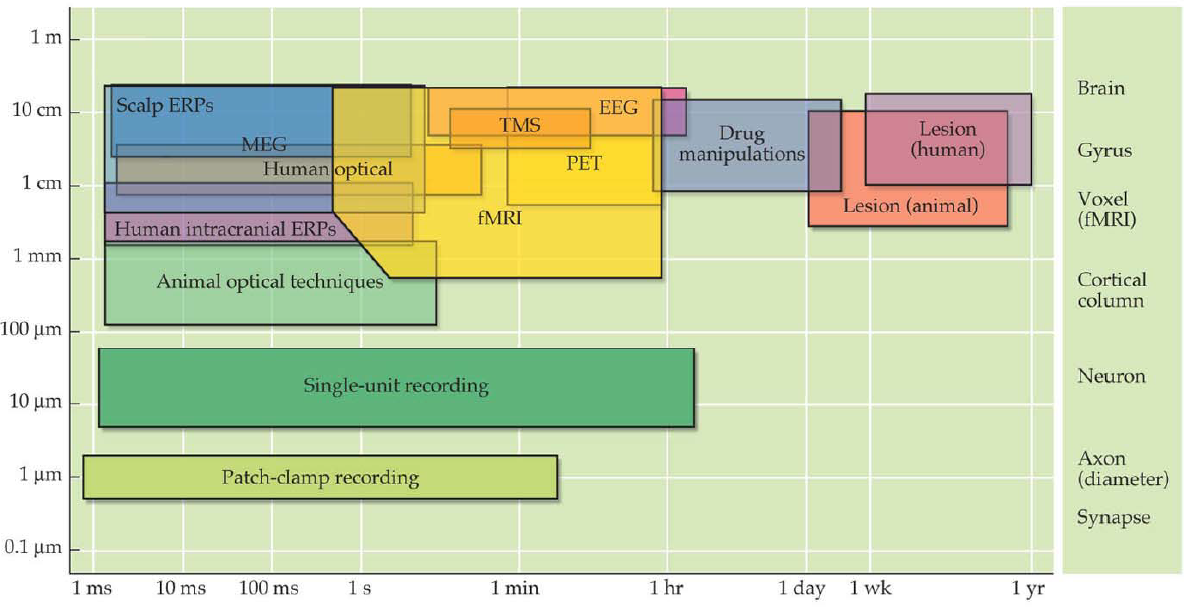 1 m
10 cm
1 cm
1 mm
100 µm
10 µm
1 µm
0.1 µm
Scalp ERPs
MEG
Human optical
Human intracranial ERPs
Animal optical techniques
EEG
TMS
PET
fMRI
Drug
manipulations
Lesion
(human)
Lesion (animal)
Single-unit recording
Patch-clamp recording
Brain
Gyrus
Voxel
(fMRI)
Cortical
column
Neuron
Axon
(diameter)
Synapse
1 ms
10 ms
100 ms
1 s
1 min
1 hr
1 day
1 wk
1 yr